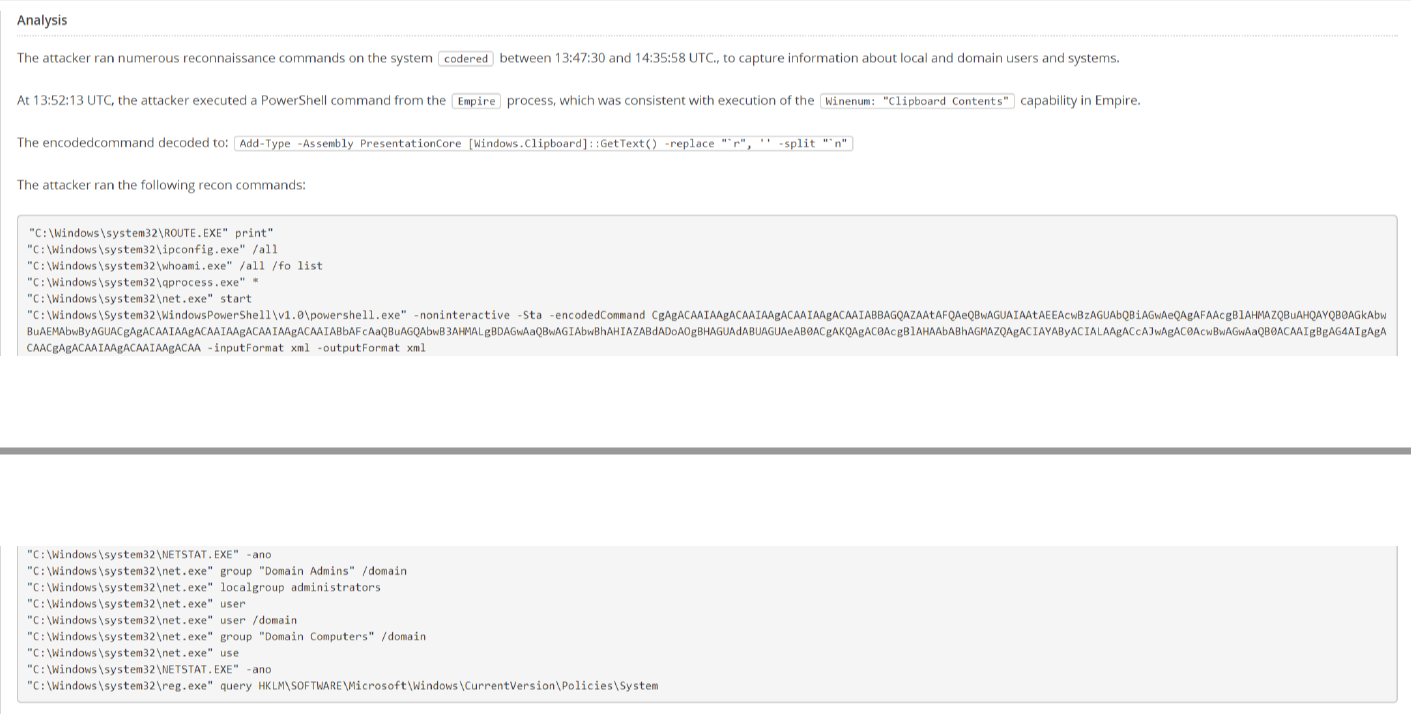 Analysis
The attacker ran numerous reconnaissance commands on the system codered between 13:47:30 and 14:35:58 UTC., to capture information about local and domain users and systems.
At 13:52:13 UTC, the attacker executed a PowerShell command from the Empire process, which was consistent with execution of the Winenum: "Clipboard Contents" capability in Empire.
The encodedcommand decoded to: Add-Type -Assembly PresentationCore [Windows.Clipboard]::GetText() -replace "`r", '' -split "`n"
The attacker ran the following recon commands:
"C:\Windows\system32\ROUTE.EXE" print"
"C:\Windows\system32\ipconfig.exe" /all
"C:\Windows\system32\whoami.exe" /all /fo list
"C:\Windows\system32\qprocess.exe" *
"C:\Windows\system32\net.exe" start
"C:\Windows\System32\WindowsPowerShell\v1.0\powershell.exe" -noninteractive -Sta -encodedCommand CgAgACAAIAAgACAAIAAgACAAIAAgACAAIABBAGQAZAAtAFQAeQBwAGUAIAAtAEEAcwBzAGUAbQBiAGwAeQAgAFAAcgBlAHMAZQBuAHQAYQB0AGkAbw
BuAEMAbwByAGUACgAgACAAIAAgACAAIAAgACAAIAAgACAAIABbAFcAaQBuAGQAbwB3AHMALgBDAGwAaQBwAGIAbwBhAHIAZABdADoAOgBHAGUAdABUAGUAeAB0ACgAKQAgAC0AcgBlAHAAbABhAGMAZQAgACIAYAByACIALAAgACcAJwAgAC0AcwBwAGwAaQB0ACAAIgBgAG4AIgAgA
CAACgAgACAAIAAgACAAIAAgACAA -inputFormat xml -outputFormat xml
"C:\Windows\system32\NETSTAT.EXE" -ano
"C:\Windows\system32\net.exe" group "Domain Admins" /domain
"C:\Windows\system32\net.exe" localgroup administrators
"C:\Windows\system32\net.exe" user
"C:\Windows\system32\net.exe" user /domain
"C:\Windows\system32\net.exe" group "Domain Computers" /domain
"C:\Windows\system32\net.exe" use
"C:\Windows\system32\NETSTAT.EXE" -ano
"C:\Windows\system32\reg.exe" query HKLM\SOFTWARE\Microsoft\Windows\CurrentVersion\Policies\System